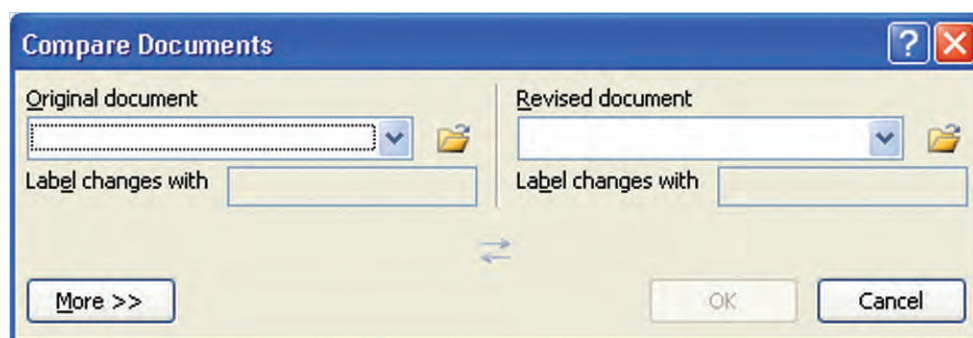 Compare Documents
Original document
Revised document
Label changes with
Label changes with
More >>
OK
Cancel